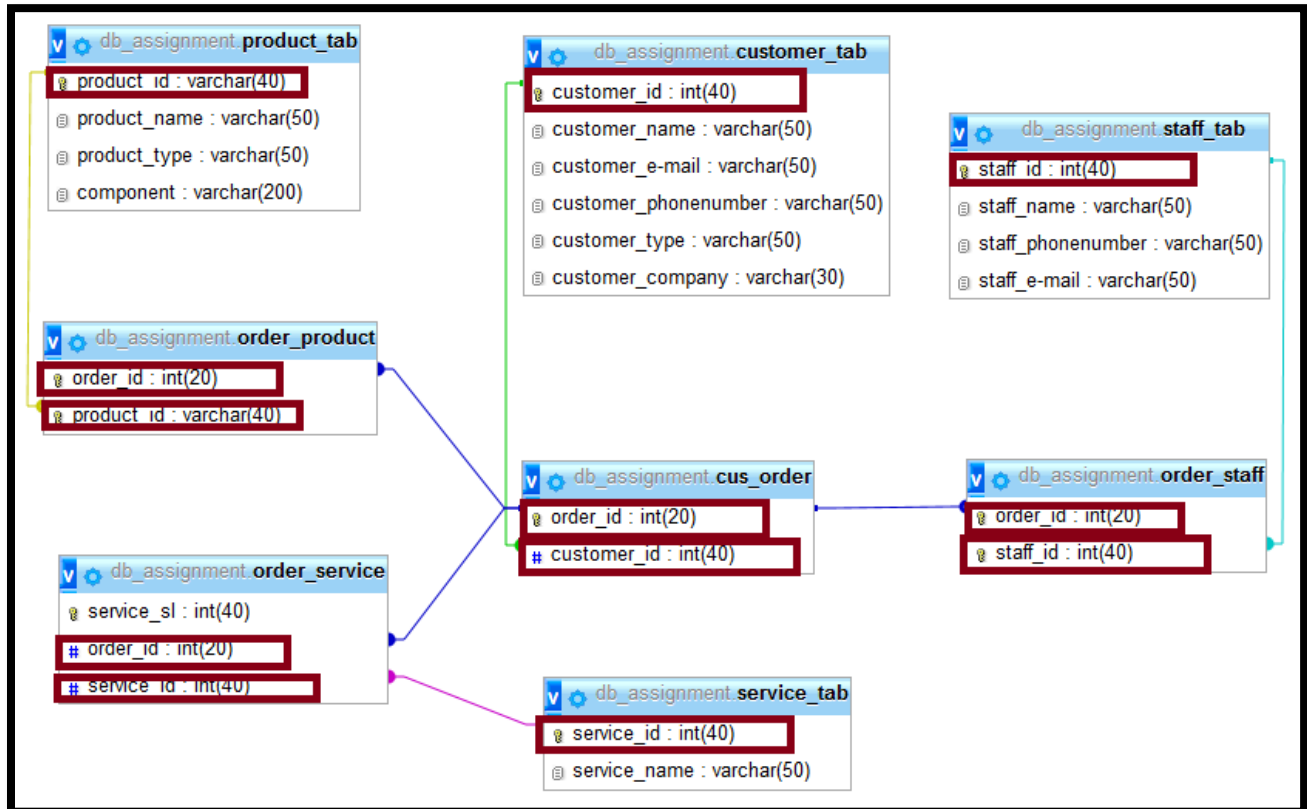 db_assignment.product_tab
product_id : varchar(40)
product_name : varchar(50)
product_type : varchar(50)
component : varchar(200)
db_assignment.customer_tab
customer_id : int(40)
customer_name : varchar(50)
customer_e-mail : varchar(50)
customer_phonenumber : varchar(50)
customer_type : varchar(50)
customer_company : varchar(30)
db_assignment.staff_tab
staff_id : int(40)
staff_name : varchar(50)
staff_phonenumber : varchar(50)
staff_e-mail : varchar(50)
db_assignment.order_product
order_id : int(20)
product_id : varchar(40)
db_assignment.cus_order
order_id : int(20)
# customer_id : int(40)
db_assignment.order_staff
order_id : int(20)
staff_id : int(40)
db_assignment.order_service
service_sl : int(40)
# order_id : int(20)
# service_id : int(40)
db_assignment.service_tab
service_id : int(40)
service_name : varchar(50)